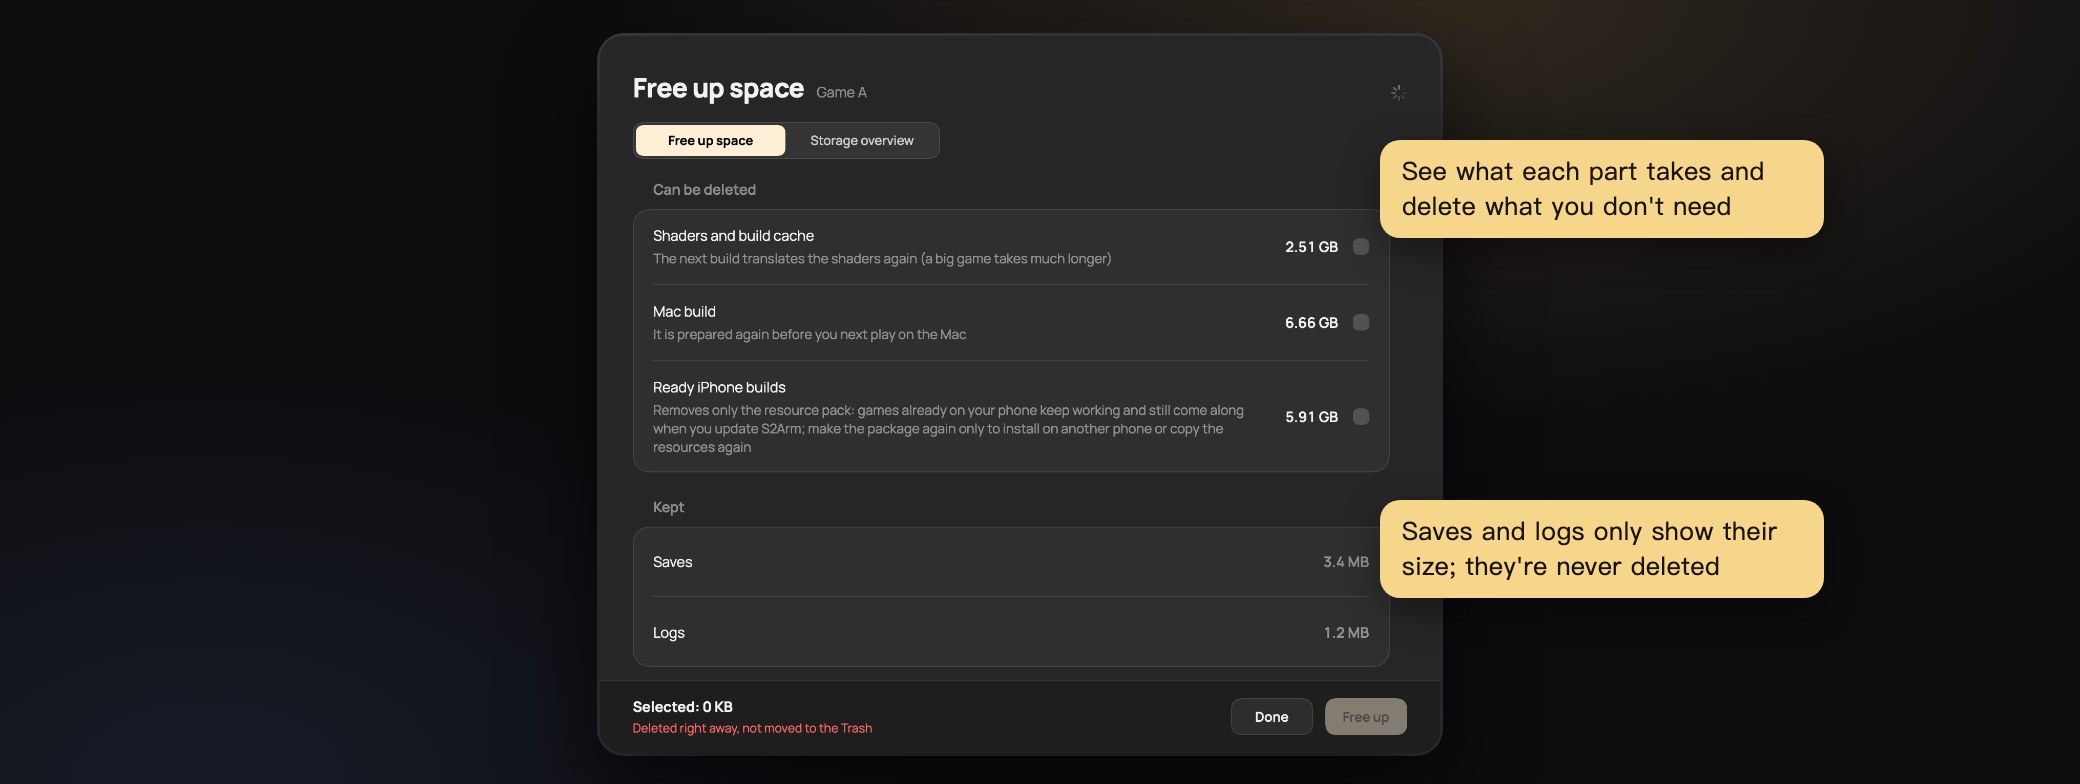 Free up space Game A
Free up space Storage overview
See what each part takes and
delete what you don't need
Can be deleted
Shaders and build cache
The next build translates the shaders again (a big game takes much longer)
2.51 GB
Mac build
It is prepared again before you next play on the Mac
6.66 GB
Ready iPhone builds
Removes only the resource pack: games already on your phone keep working and still come along
when you update S2Arm; make the package again only to install on another phone or copy the
resources again
5.91 GB
Kept
Saves and logs only show their
size; they're never deleted
Saves 3.4 MB
Logs 1.2 MB
Selected: 0 KB
Deleted right away, not moved to the Trash
Done Free up